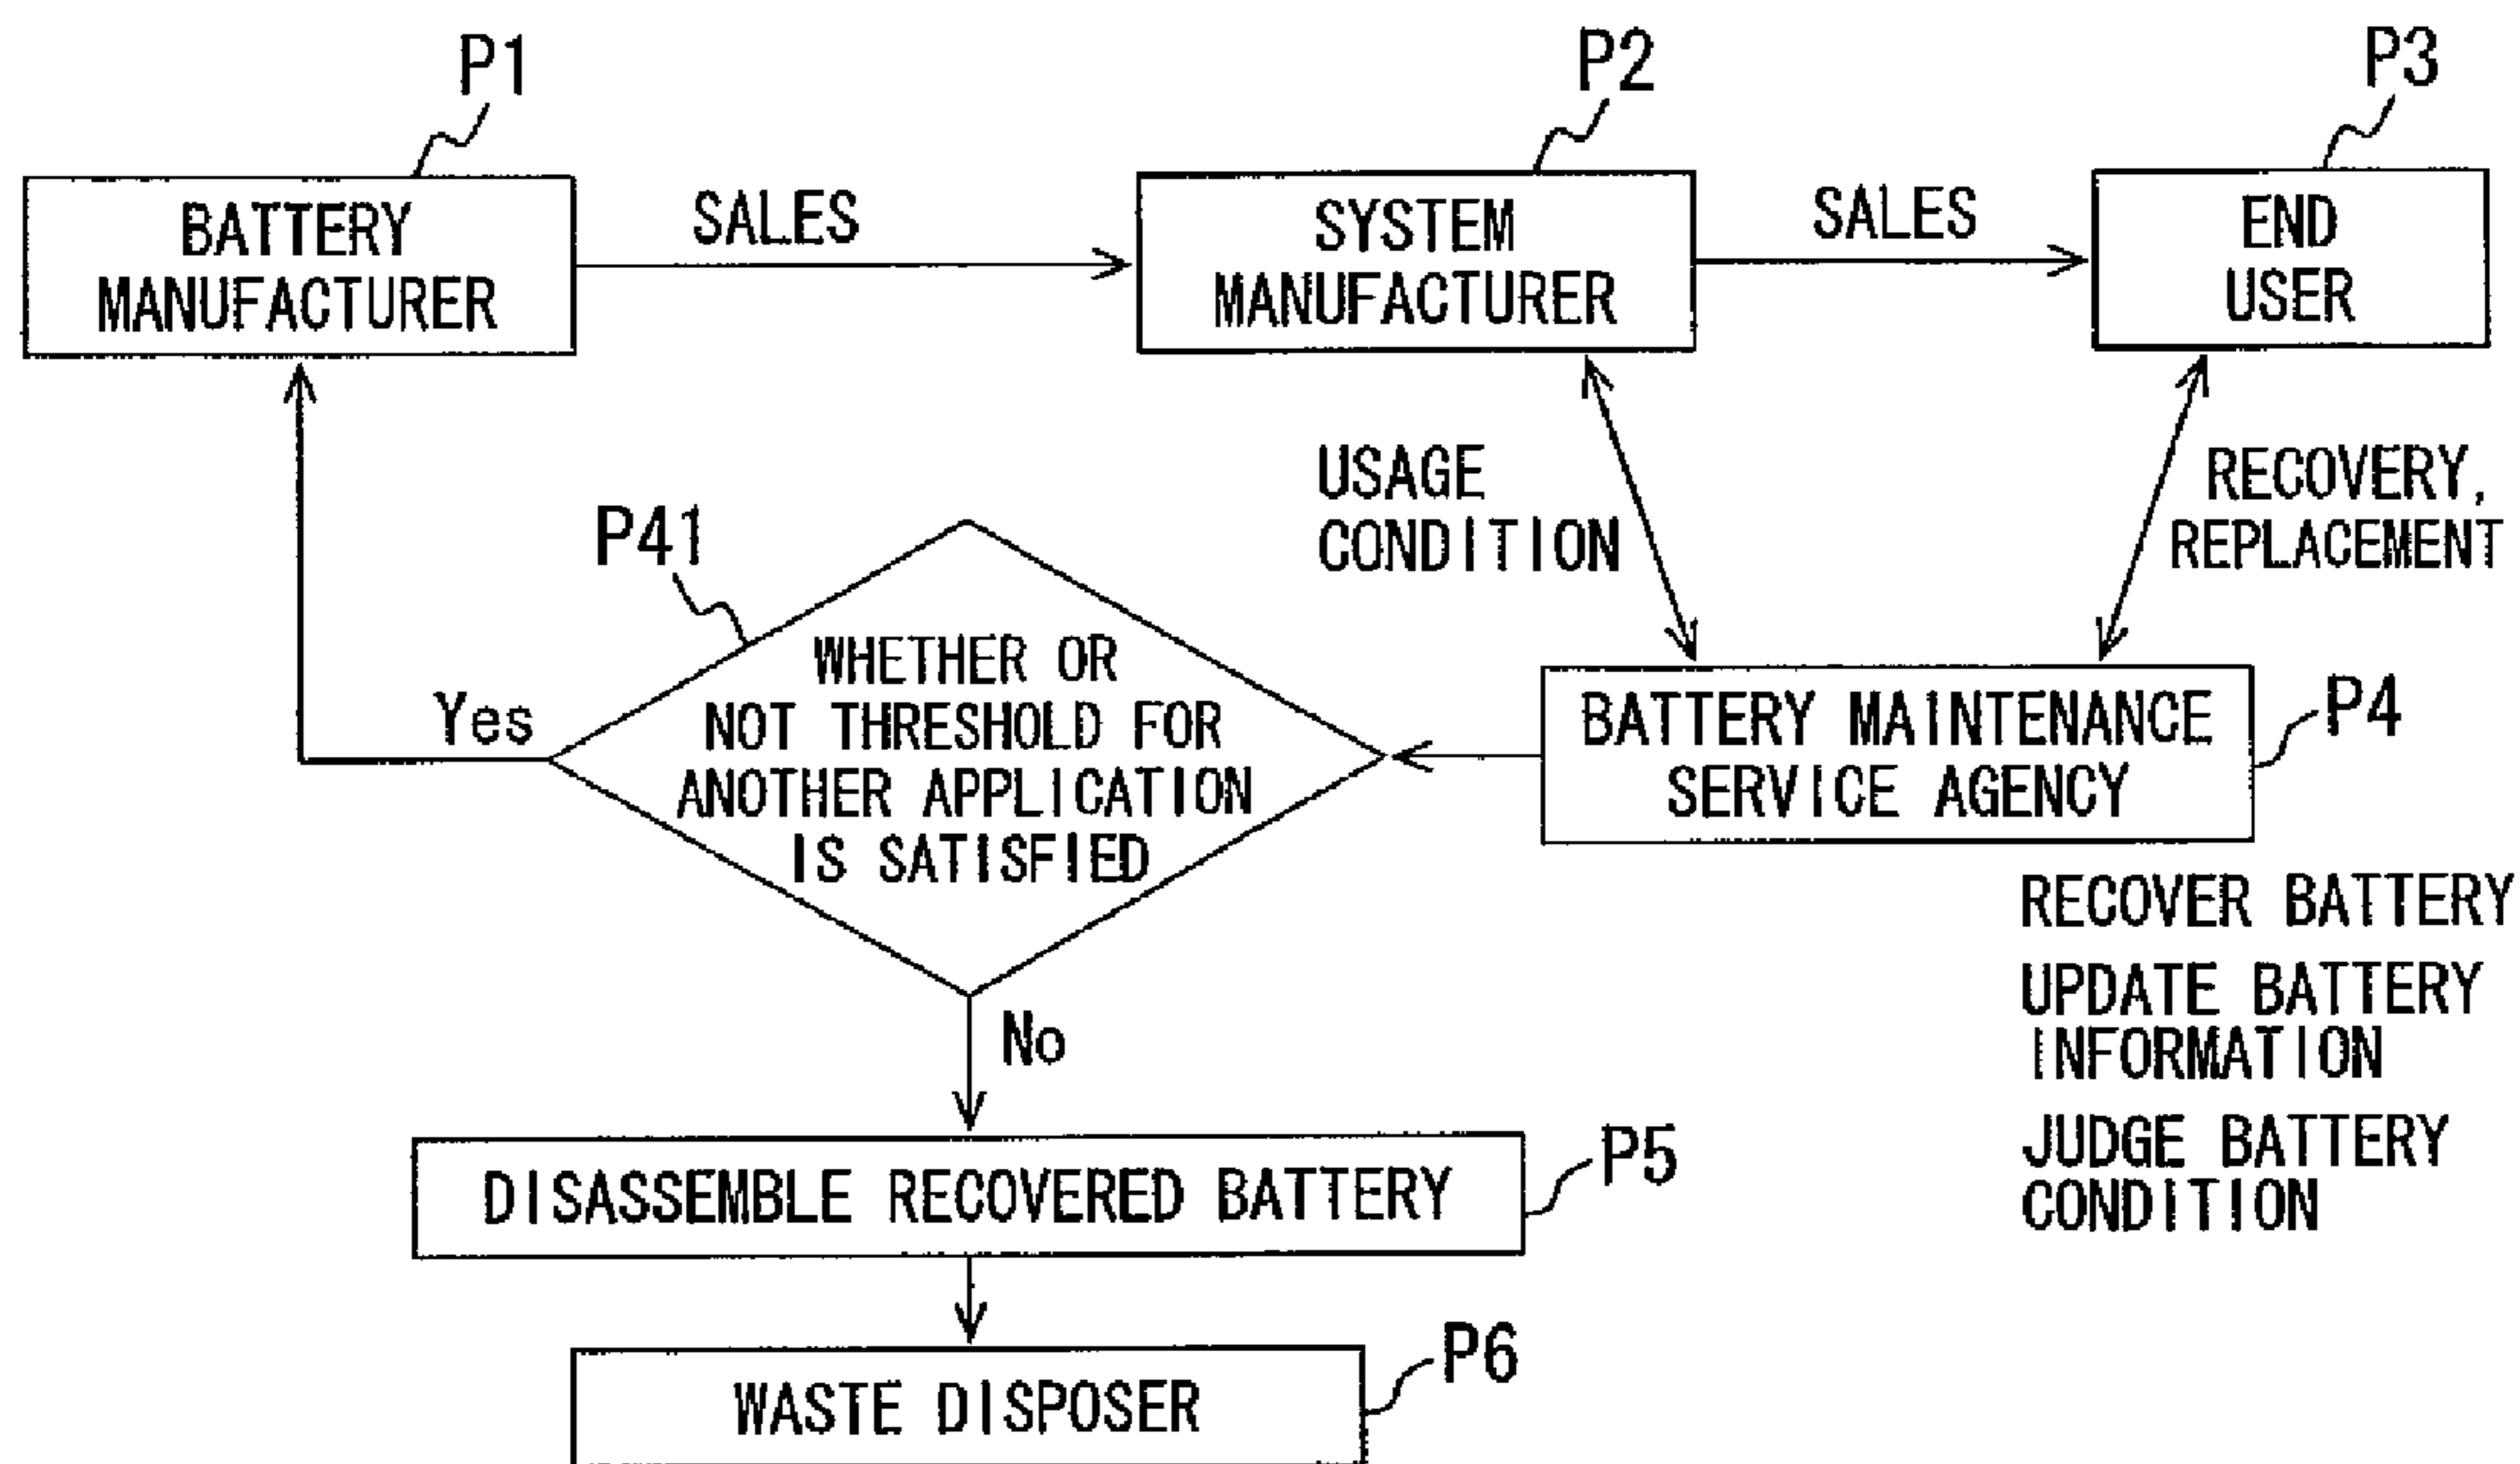 P1
P2
P3
BATTERY
MANUFACTURER
SALES
SYSTEM
MANUFACTURER
SALES
END
USER
USAGE
CONDITION
RECOVERY,
REPLACEMENT
P41
WHETHER OR
NOT THRESHOLD FOR
ANOTHER APPLICATION
IS SATISFIED
Yes
BATTERY MAINTENANCE
SERVICE AGENCY
P4
RECOVER BATTERY
UPDATE BATTERY
INFORMATION
JUDGE BATTERY
CONDITION
No
DISASSEMBLE RECOVERED BATTERY
P5
WASTE DISPOSER
P6